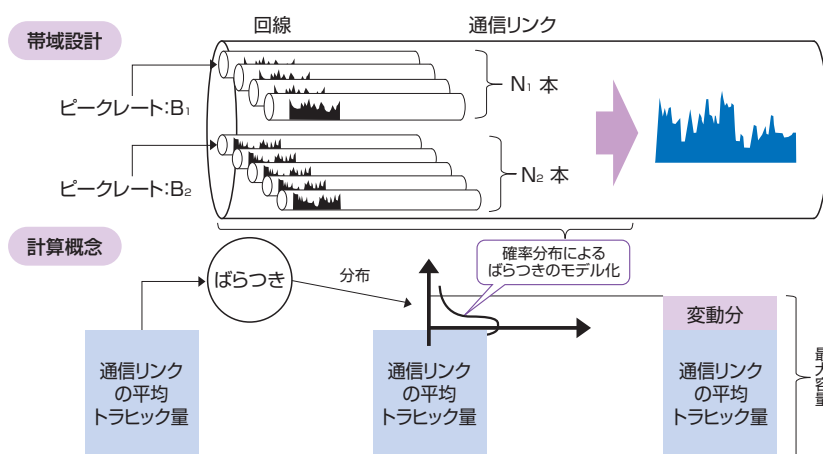 回線
通信リンク
帯域設計
N1 本
ピークレート:B1
N2 本
ピークレート:B2
計算概念
確率分布による
ばらつきのモデル化
ばらつき
分布
変動分
通信リンク
の平均
トラヒック量
通信リンク
の平均
トラヒック量
通信リンク
の平均
トラヒック量
最大容量